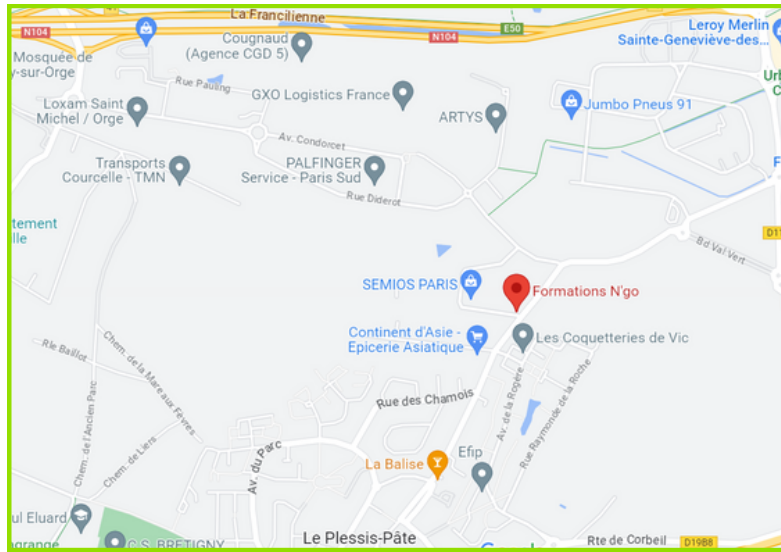 La Francilienne
N104
N104
E50
Leroy Merlin
Sainte-Geneviève-des...
Mosquée de
y-sur-Orge
Cougnaud
(Agence CGD 5)
Rue Pauling
GXO Logistics France
Loxam Saint
Michel / Orge
ARTYS
Jumbo Pneus 91
Av. Condorcet
Transports
Courcelle - TMN
PALFINGER
Service - Paris Sud
Rue Diderot
tement
lle
Bd Val Vert
SEMIOS PARIS
Formations N'go
Continent d'Asie -
Epicerie Asiatique
Les Coquetteries de Vic
Rle Baillot
Chem. de la Mare aux Fèvres
Chem. de l'Ancien Parc
Chem. de Liers
Rue des Chamois
Av. de la Rogère
Rue Raymonde de la Roche
Av. du Parc
La Balise
Efip
ul Eluard
grange
C.S. BRETIGNY
Le Plessis-Pâte
Rte de Corbeil
D19B8